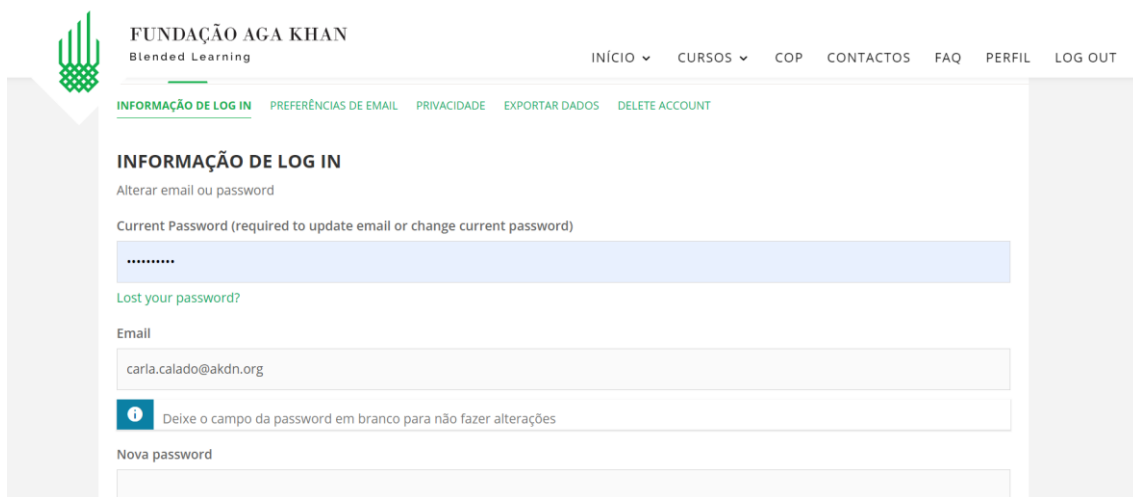 FUNDAÇÃO AGA KHAN
Blended Learning
INÍCIO CURSOS COP CONTACTOS FAQ PERFIL LOG OUT
INFORMAÇÃO DE LOG IN PREFERÊNCIAS DE EMAIL PRIVACIDADE EXPORTAR DADOS DELETE ACCOUNT
INFORMAÇÃO DE LOG IN
Alterar email ou password
Current Password (required to update email or change current password)
••••••••••
Lost your password?
Email
carla.calado@akdn.org
Deixe o campo da password em branco para não fazer alterações
Nova password